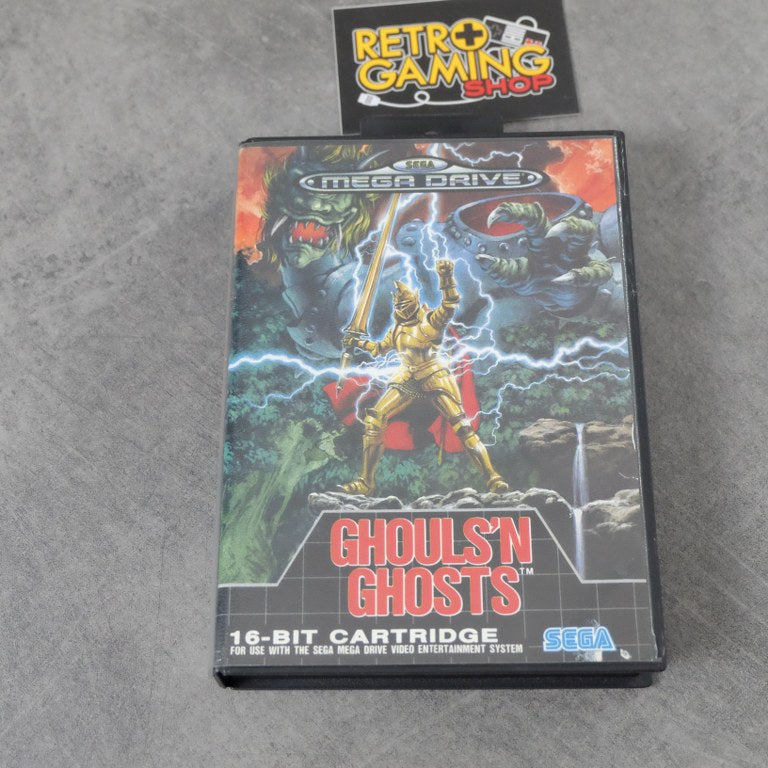 RETRO
GAMING
SHOP
SEGA
MEGA DRIVE
GHOULS'N
GHOSTS™
16-BIT CARTRIDGE
FOR USE WITH THE SEGA MEGA DRIVE VIDEO ENTERTAINMENT SYSTEM
SEGA